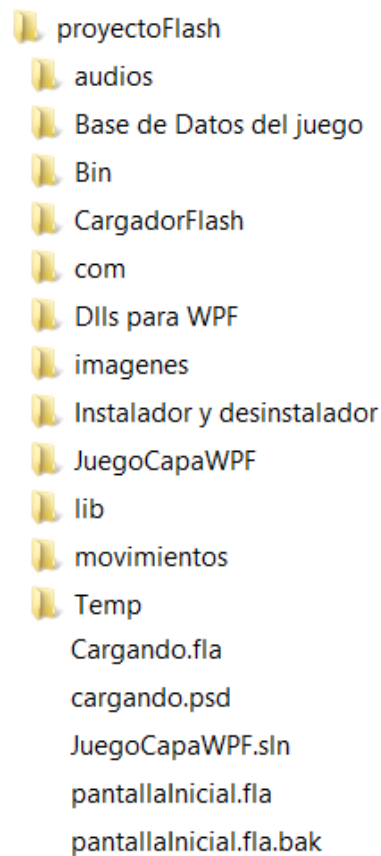 proyectoFlash
audios
Base de Datos del juego
Bin
CargadorFlash
com
Dlls para WPF
imagenes
Instalador y desinstalador
JuegoCapaWPF
lib
movimientos
Temp
Cargando.fla
cargando.psd
JuegoCapaWPF.sln
pantallaInicial.fla
pantallaInicial.fla.bak